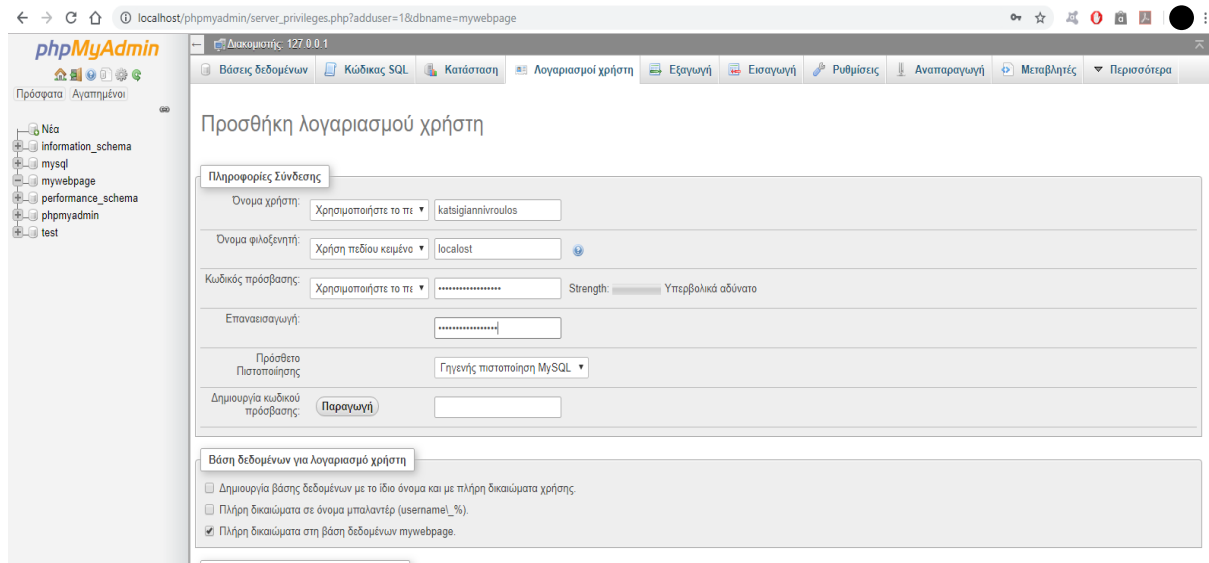 localhost/phpmyadmin/server_privileges.php?adduser=1&dbname=mywebpage
phpMyAdmin
Πρόσφατα Αγαπημένοι
Νέα
information_schema
mysql
mywebpage
performance_schema
phpmyadmin
test
Διακομιστής: 127.0.0.1
Βάσεις δεδομένων Κώδικας SQL Κατάσταση Λογαριασμοί χρήστη Εξαγωγή Εισαγωγή Ρυθμίσεις Αναπαραγωγή Μεταβλητές Περισσότερα
Προσθήκη λογαριασμού χρήστη
Πληροφορίες Σύνδεσης
Όνομα χρήστη: Χρησιμοποιήστε το πε katsigiannivroulos
Όνομα φιλοξενητή: Χρήση πεδίου κειμένο localost
Κωδικός πρόσβασης: Χρησιμοποιήστε το πε •••••••••••••••••• Strength: Υπερβολικά αδύνατο
Επαναεισαγωγή: •••••••••••••••••
Πρόσθετο
Πιστοποιίησης Γηγενής πιστοποίηση MySQL
Δημιουργία κωδικού
πρόσβασης: Παραγωγή
Βάση δεδομένων για λογαριασμό χρήστη
Δημιουργία βάσης δεδομένων με το ίδιο όνομα και με πλήρη δικαιώματα χρήσης.
Πλήρη δικαιώματα σε όνομα μπαλαντέρ (username\_%).
Πλήρη δικαιώματα στη βάση δεδομένων mywebpage.